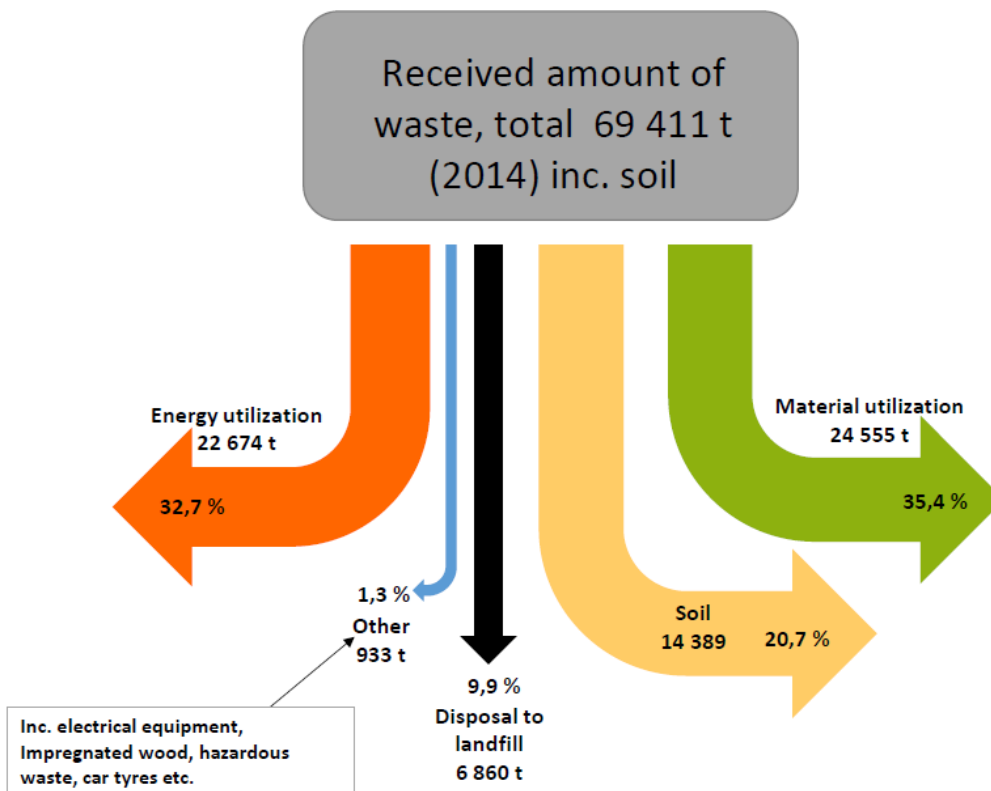 Received amount of
waste, total 69 411 t
(2014) inc. soil
Energy utilization
22 674 t
32,7 %
Material utilization
24 555 t
35,4 %
1,3 %
Other
933 t
Soil
14 389
20,7 %
9,9 %
Disposal to
landfill
6 860 t
Inc. electrical equipment,
Impregnated wood, hazardous
waste, car tyres etc.